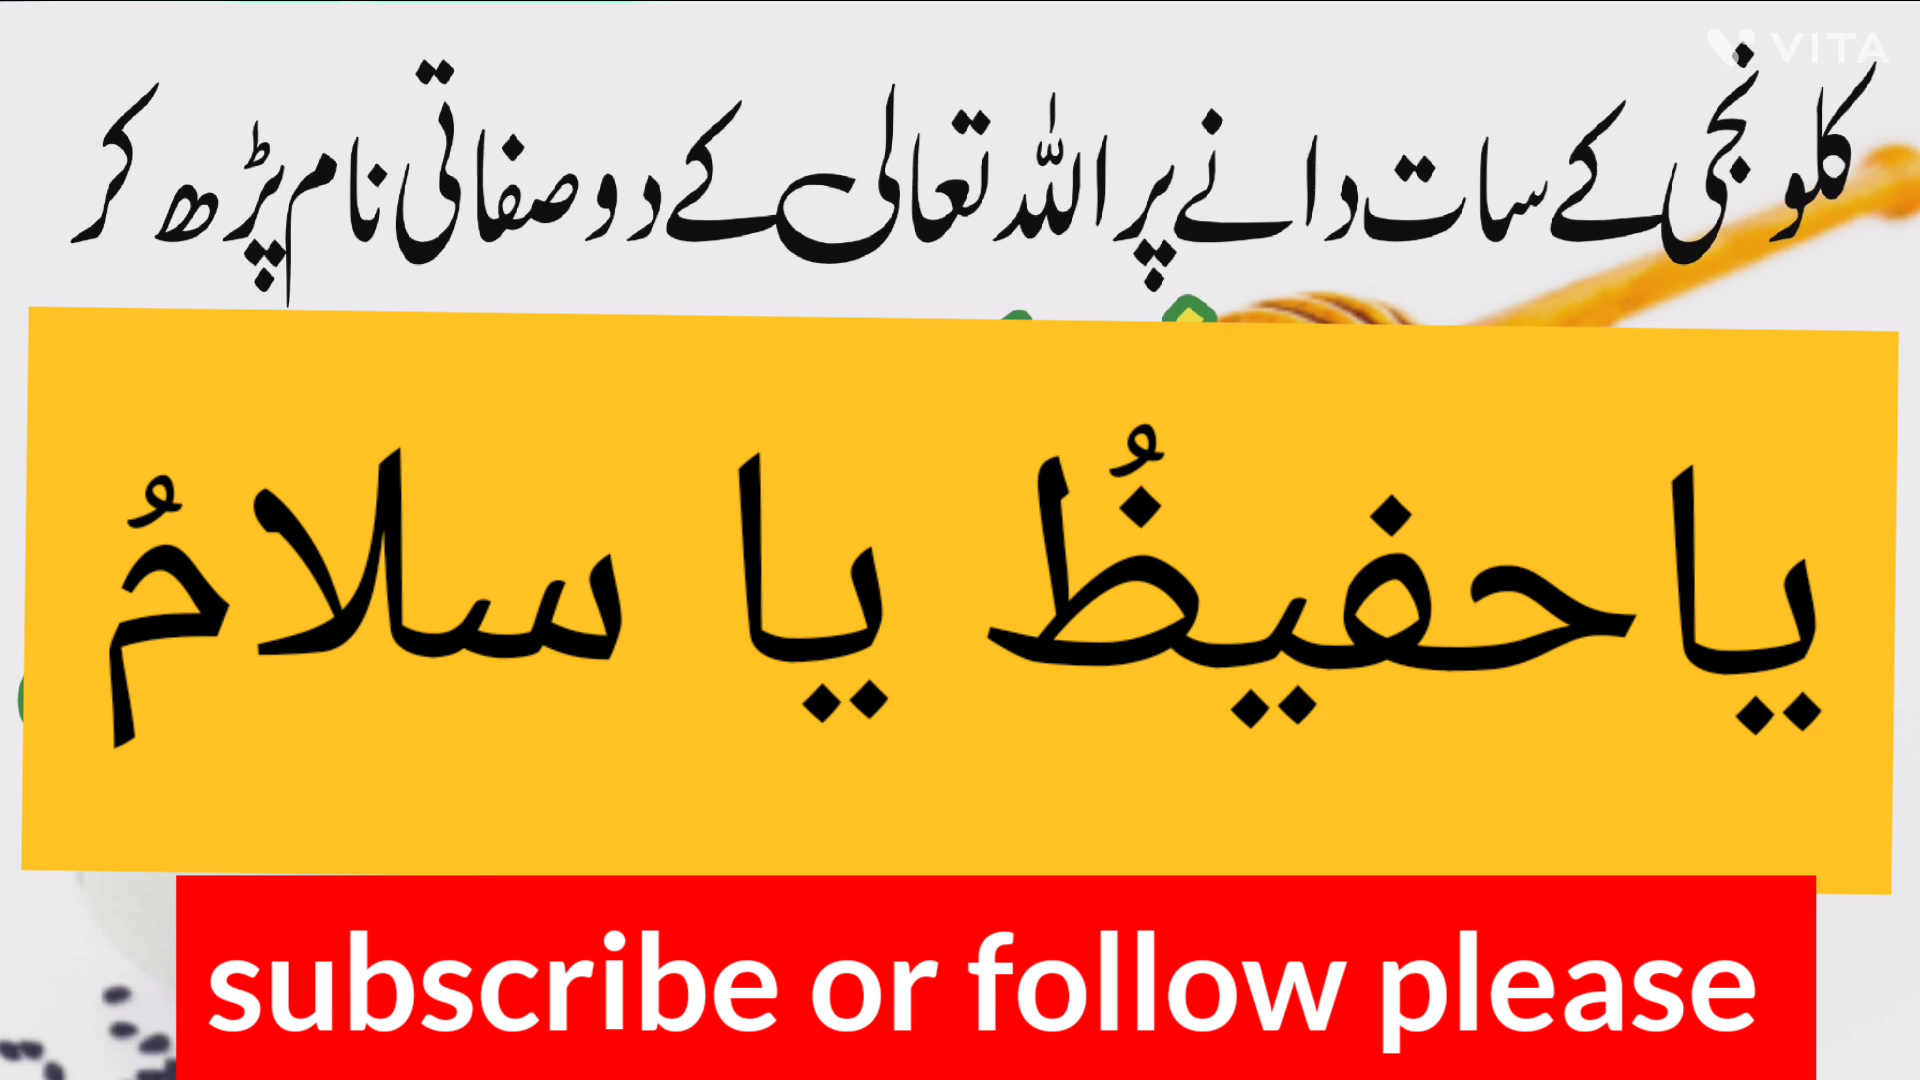 VITA
کلونجی کے سات دانے پر اللہ تعالیٰ کے دو صفاتی نام پڑھ کر
یاحفیظُ یا سلامُ
subscribe or follow please